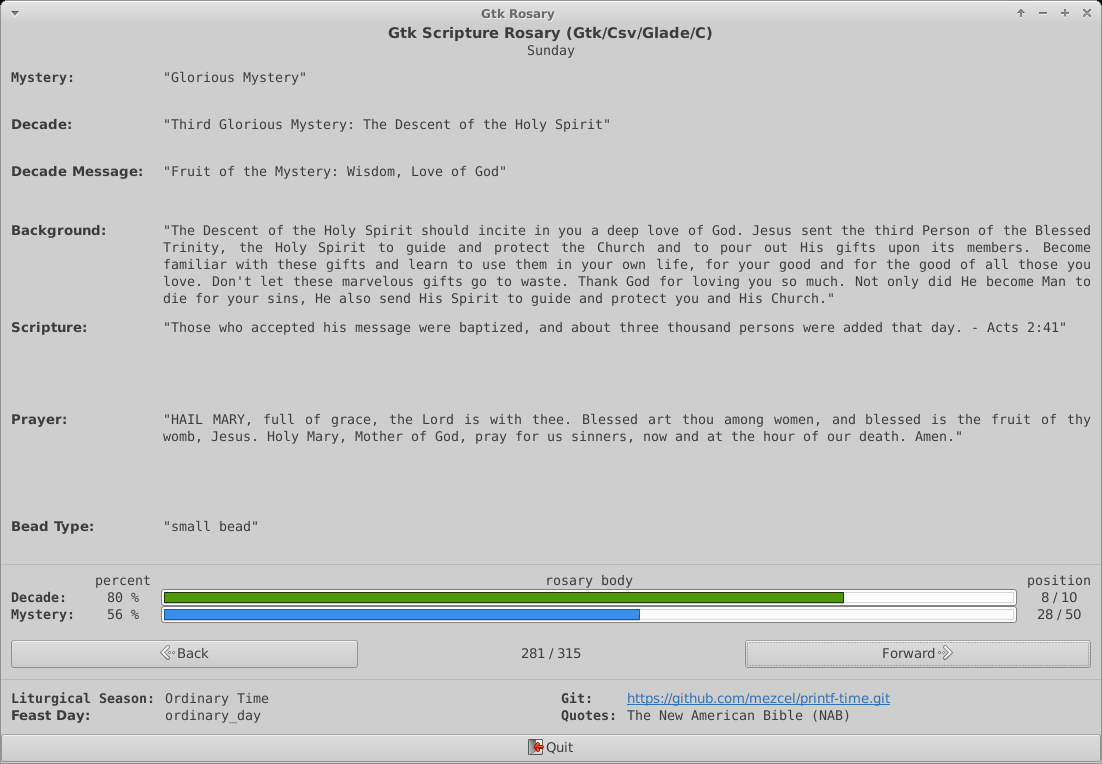 Gtk Rosary
Gtk Scripture Rosary (Gtk/Csv/Glade/C)
Sunday
Mystery: "Glorious Mystery"
Decade: "Third Glorious Mystery: The Descent of the Holy Spirit"
Decade Message: "Fruit of the Mystery: Wisdom, Love of God"
Background: "The Descent of the Holy Spirit should incite in you a deep love of God. Jesus sent the third Person of the Blessed
Trinity, the Holy Spirit to guide and protect the Church and to pour out His gifts upon its members. Become
familiar with these gifts and learn to use them in your own life, for your good and for the good of all those you
love. Don't let these marvelous gifts go to waste. Thank God for loving you so much. Not only did He become Man to
die for your sins, He also send His Spirit to guide and protect you and His Church."
Scripture: "Those who accepted his message were baptized, and about three thousand persons were added that day. - Acts 2:41"
Prayer: "HAIL MARY, full of grace, the Lord is with thee. Blessed art thou among women, and blessed is the fruit of thy
womb, Jesus. Holy Mary, Mother of God, pray for us sinners, now and at the hour of our death. Amen."
Bead Type: "small bead"
percent rosary body position
Decade: 80 % 8 / 10
Mystery: 56 % 28 / 50
Back 281 / 315 Forward
Liturgical Season: Ordinary Time Git: https://github.com/mezcel/printf-time.git
Feast Day: ordinary_day Quotes: The New American Bible (NAB)
Quit